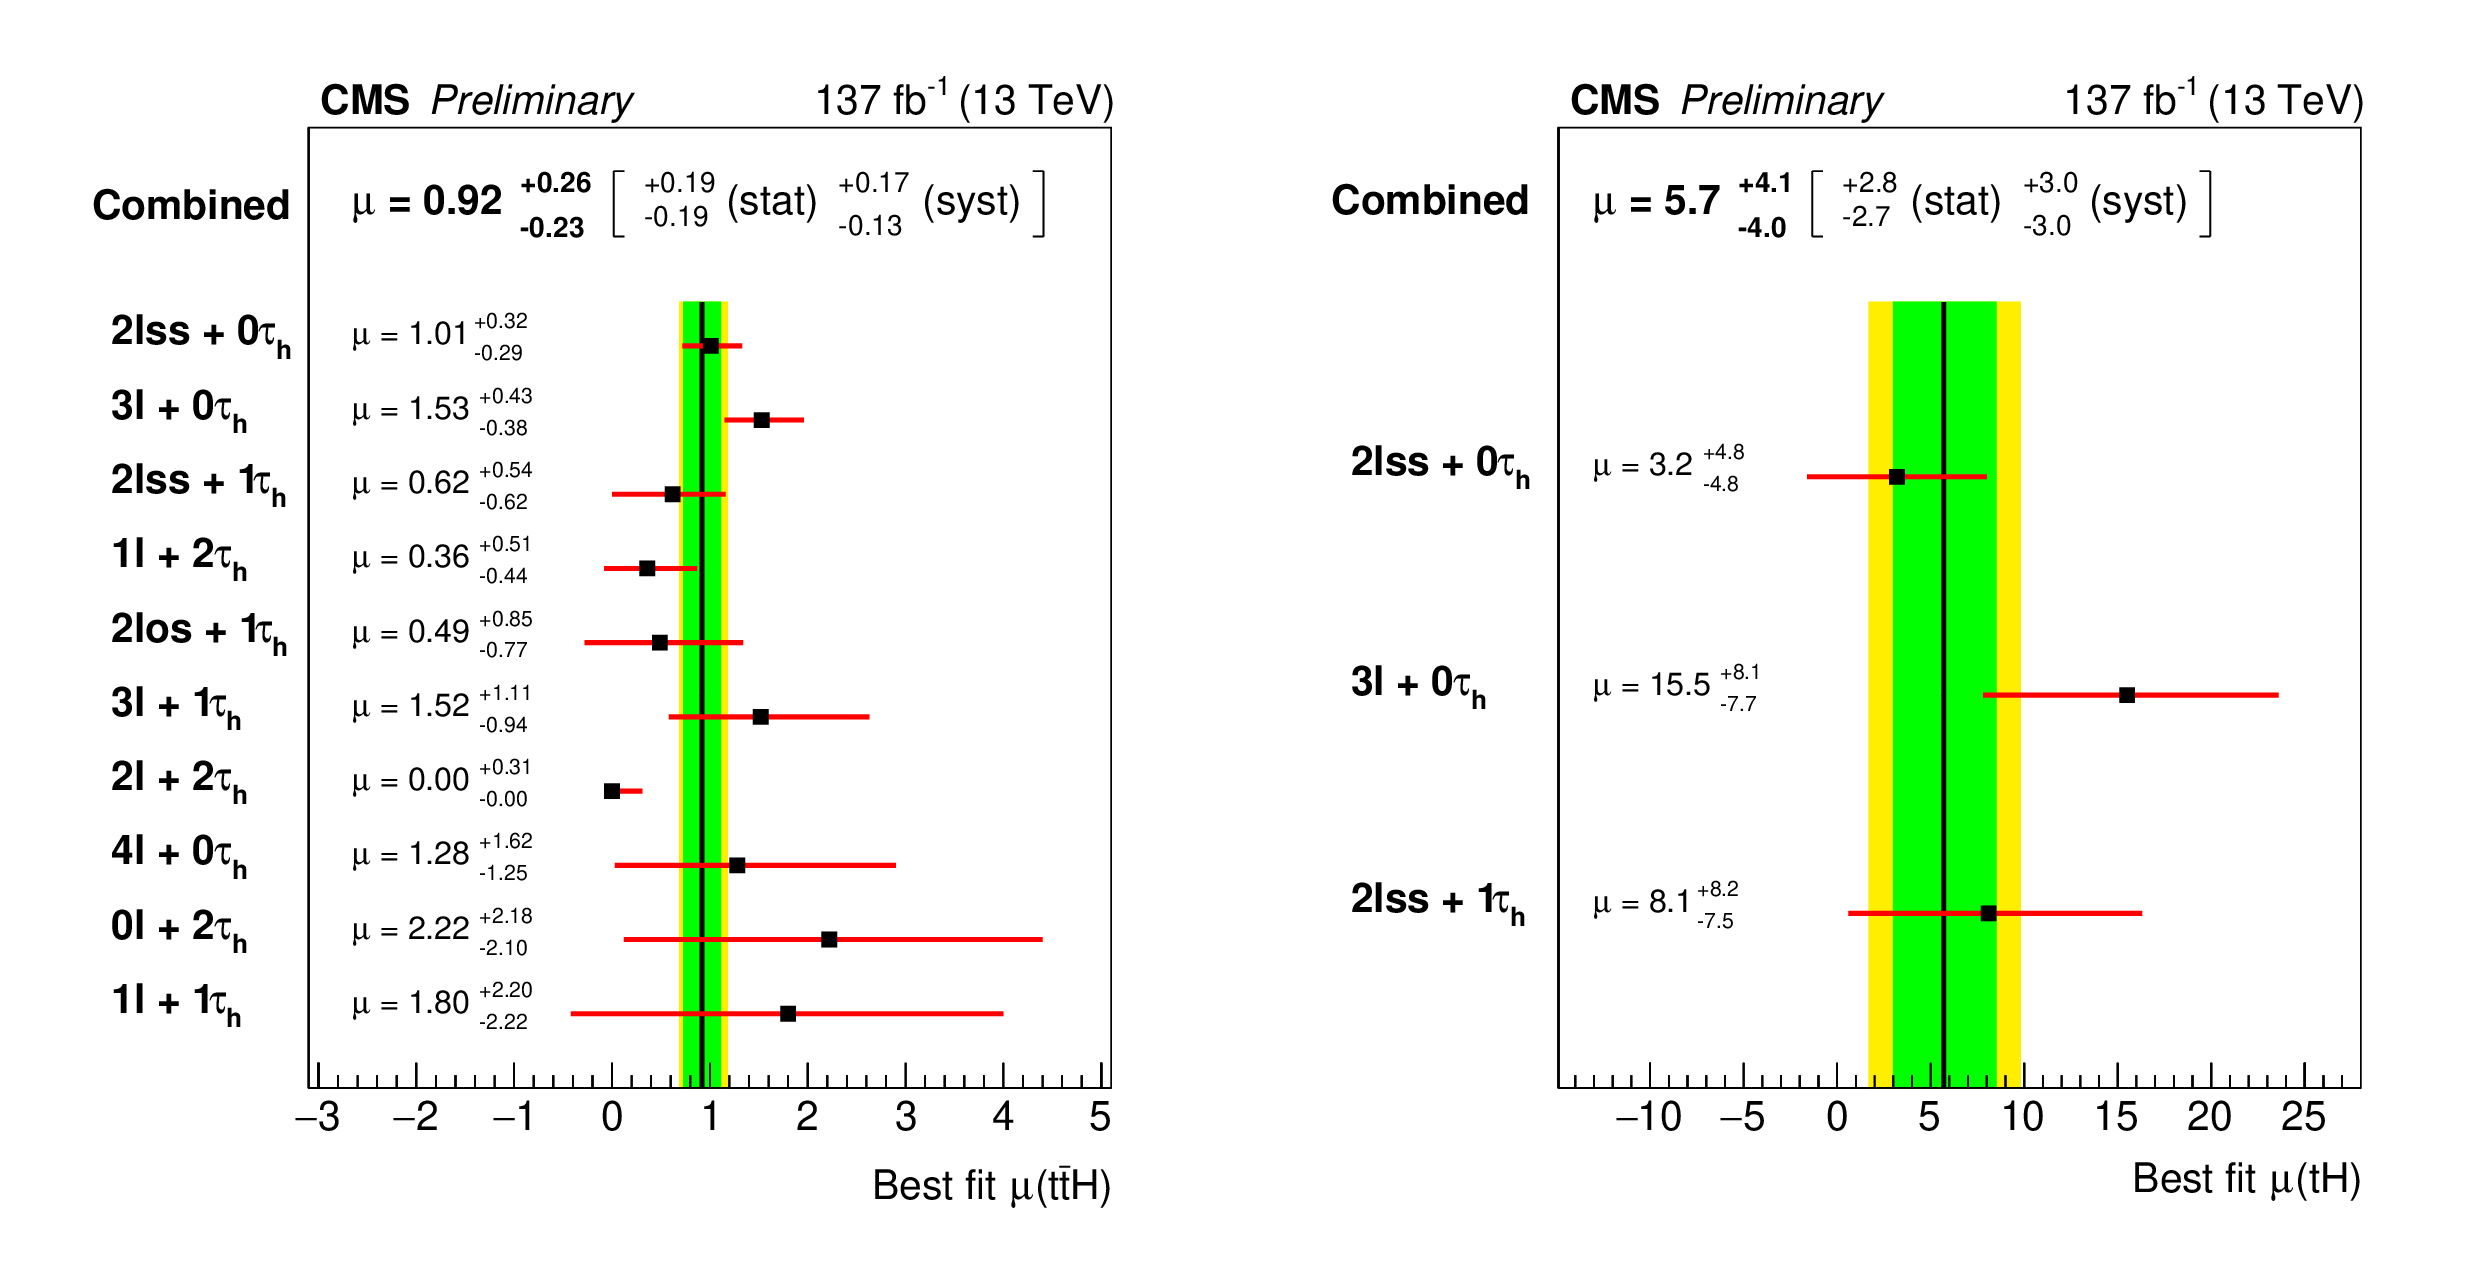 CMS Preliminary 137 fb⁻¹ (13 TeV)
Combined μ = 0.92 +0.26 -0.23 [ +0.19 -0.19 (stat) +0.17 -0.13 (syst) ]
2lss + 0τh μ = 1.01 +0.32 -0.29
3l + 0τh μ = 1.53 +0.43 -0.38
2lss + 1τh μ = 0.62 +0.54 -0.62
1l + 2τh μ = 0.36 +0.51 -0.44
2los + 1τh μ = 0.49 +0.85 -0.77
3l + 1τh μ = 1.52 +1.11 -0.94
2l + 2τh μ = 0.00 +0.31 -0.00
4l + 0τh μ = 1.28 +1.62 -1.25
0l + 2τh μ = 2.22 +2.18 -2.10
1l + 1τh μ = 1.80 +2.20 -2.22
−3 −2 −1 0 1 2 3 4 5
Best fit μ(tt̄H)
CMS Preliminary 137 fb⁻¹ (13 TeV)
Combined μ = 5.7 +4.1 -4.0 [ +2.8 -2.7 (stat) +3.0 -3.0 (syst) ]
2lss + 0τh μ = 3.2 +4.8 -4.8
3l + 0τh μ = 15.5 +8.1 -7.7
2lss + 1τh μ = 8.1 +8.2 -7.5
−10 −5 0 5 10 15 20 25
Best fit μ(tH)